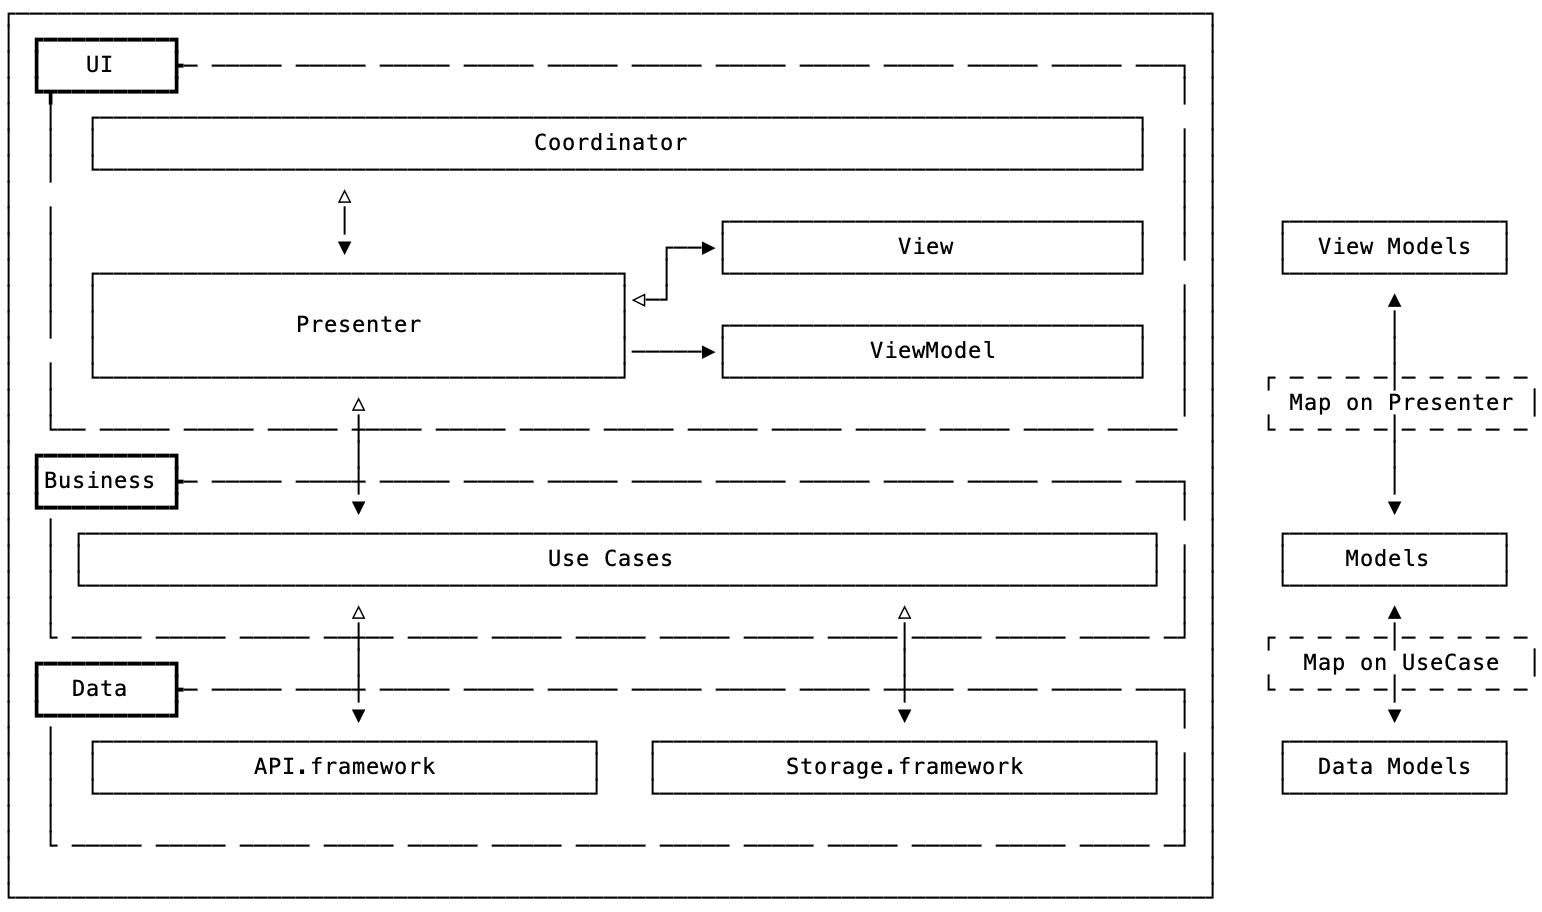 UI
Coordinator
View
View Models
Presenter
ViewModel
Map on Presenter
Business
Use Cases
Models
Map on UseCase
Data
API.framework
Storage.framework
Data Models